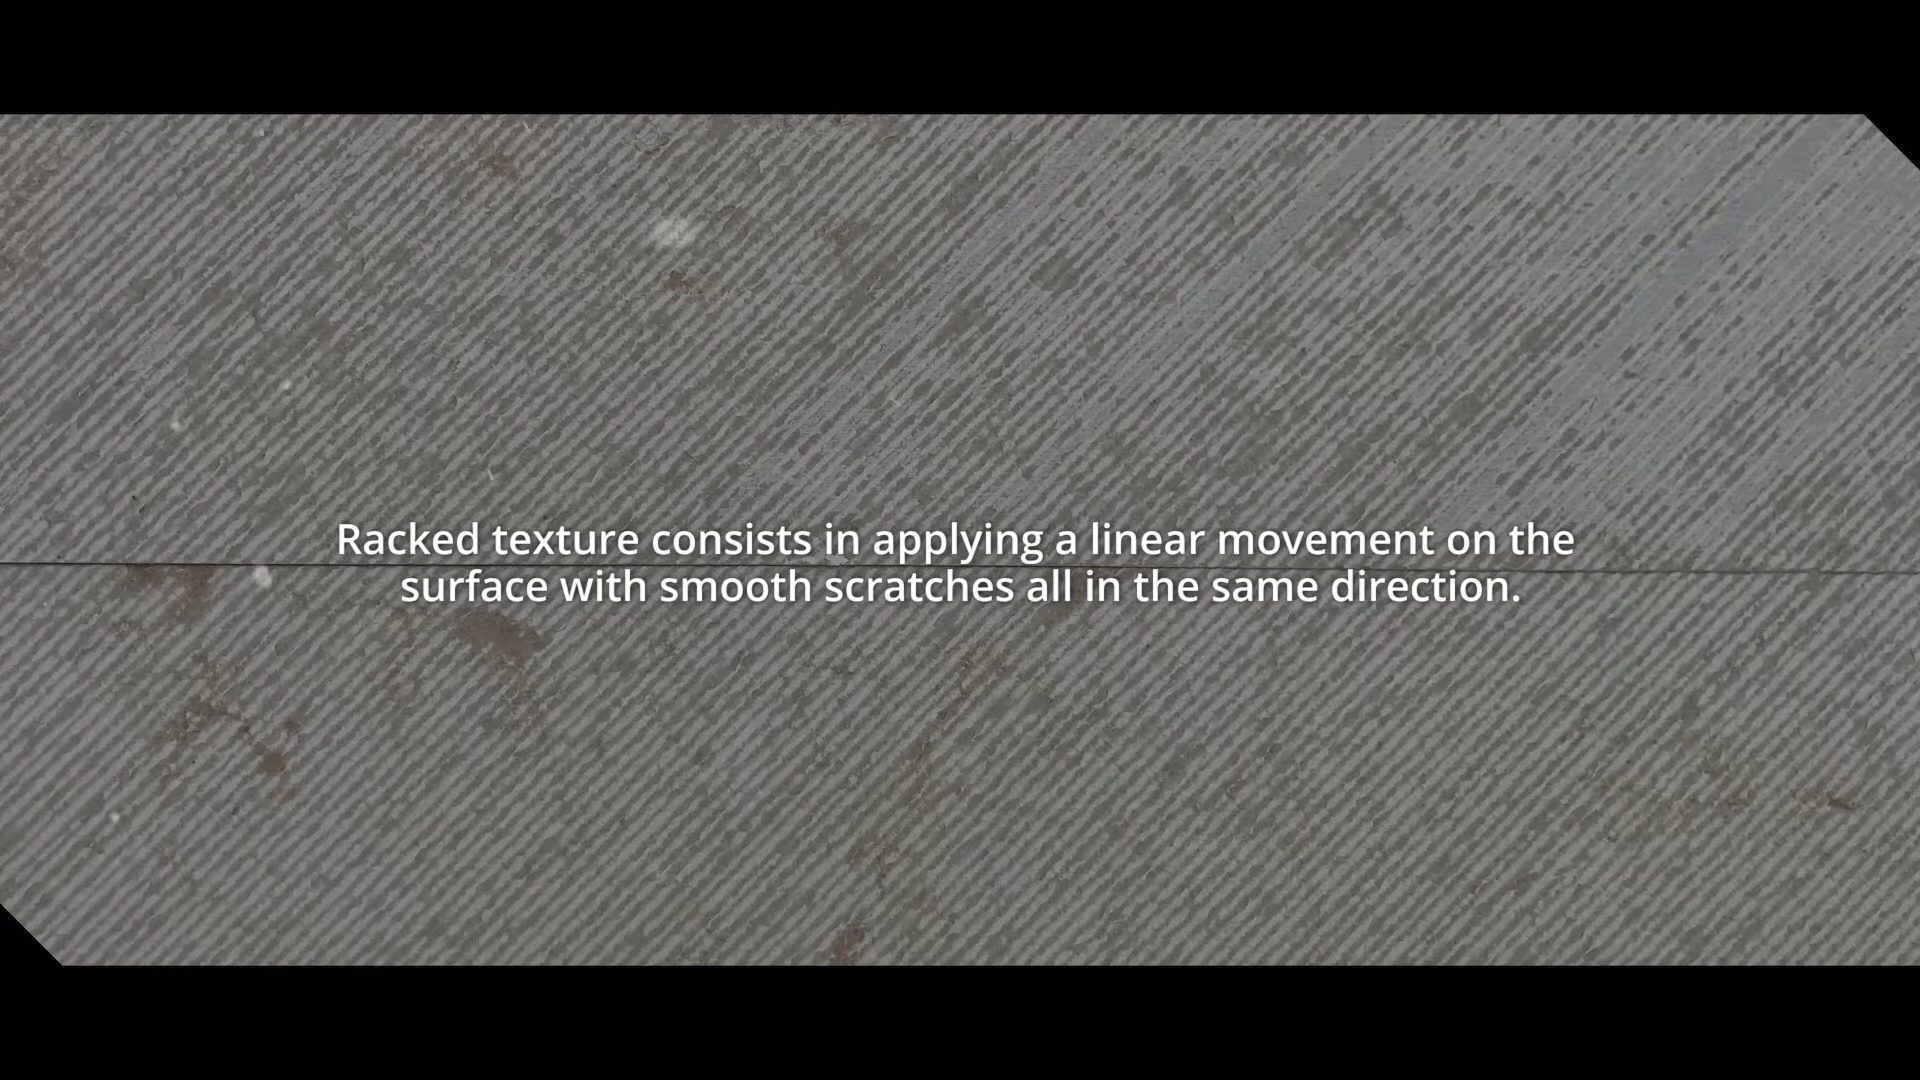 Racked texture consists in applying a linear movement on the
surface with smooth scratches all in the same direction.